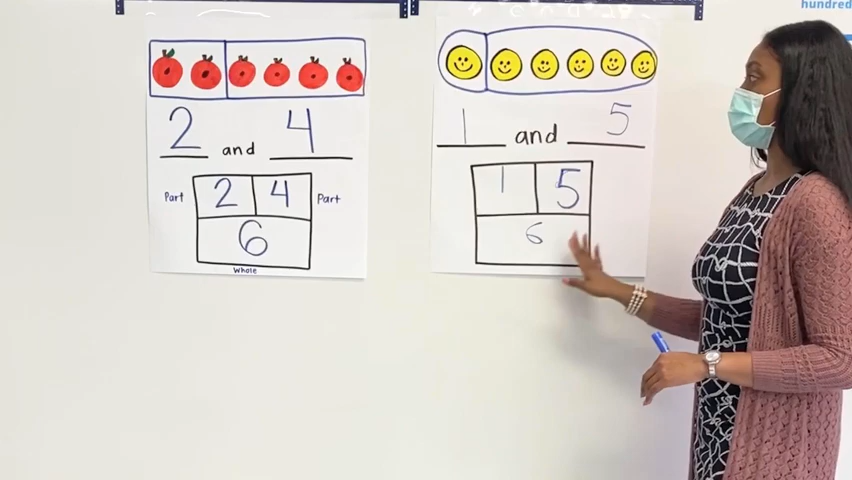 hundred
2 and 4
Part 2 4 Part
6
Whole
1 and 5
1 5
6